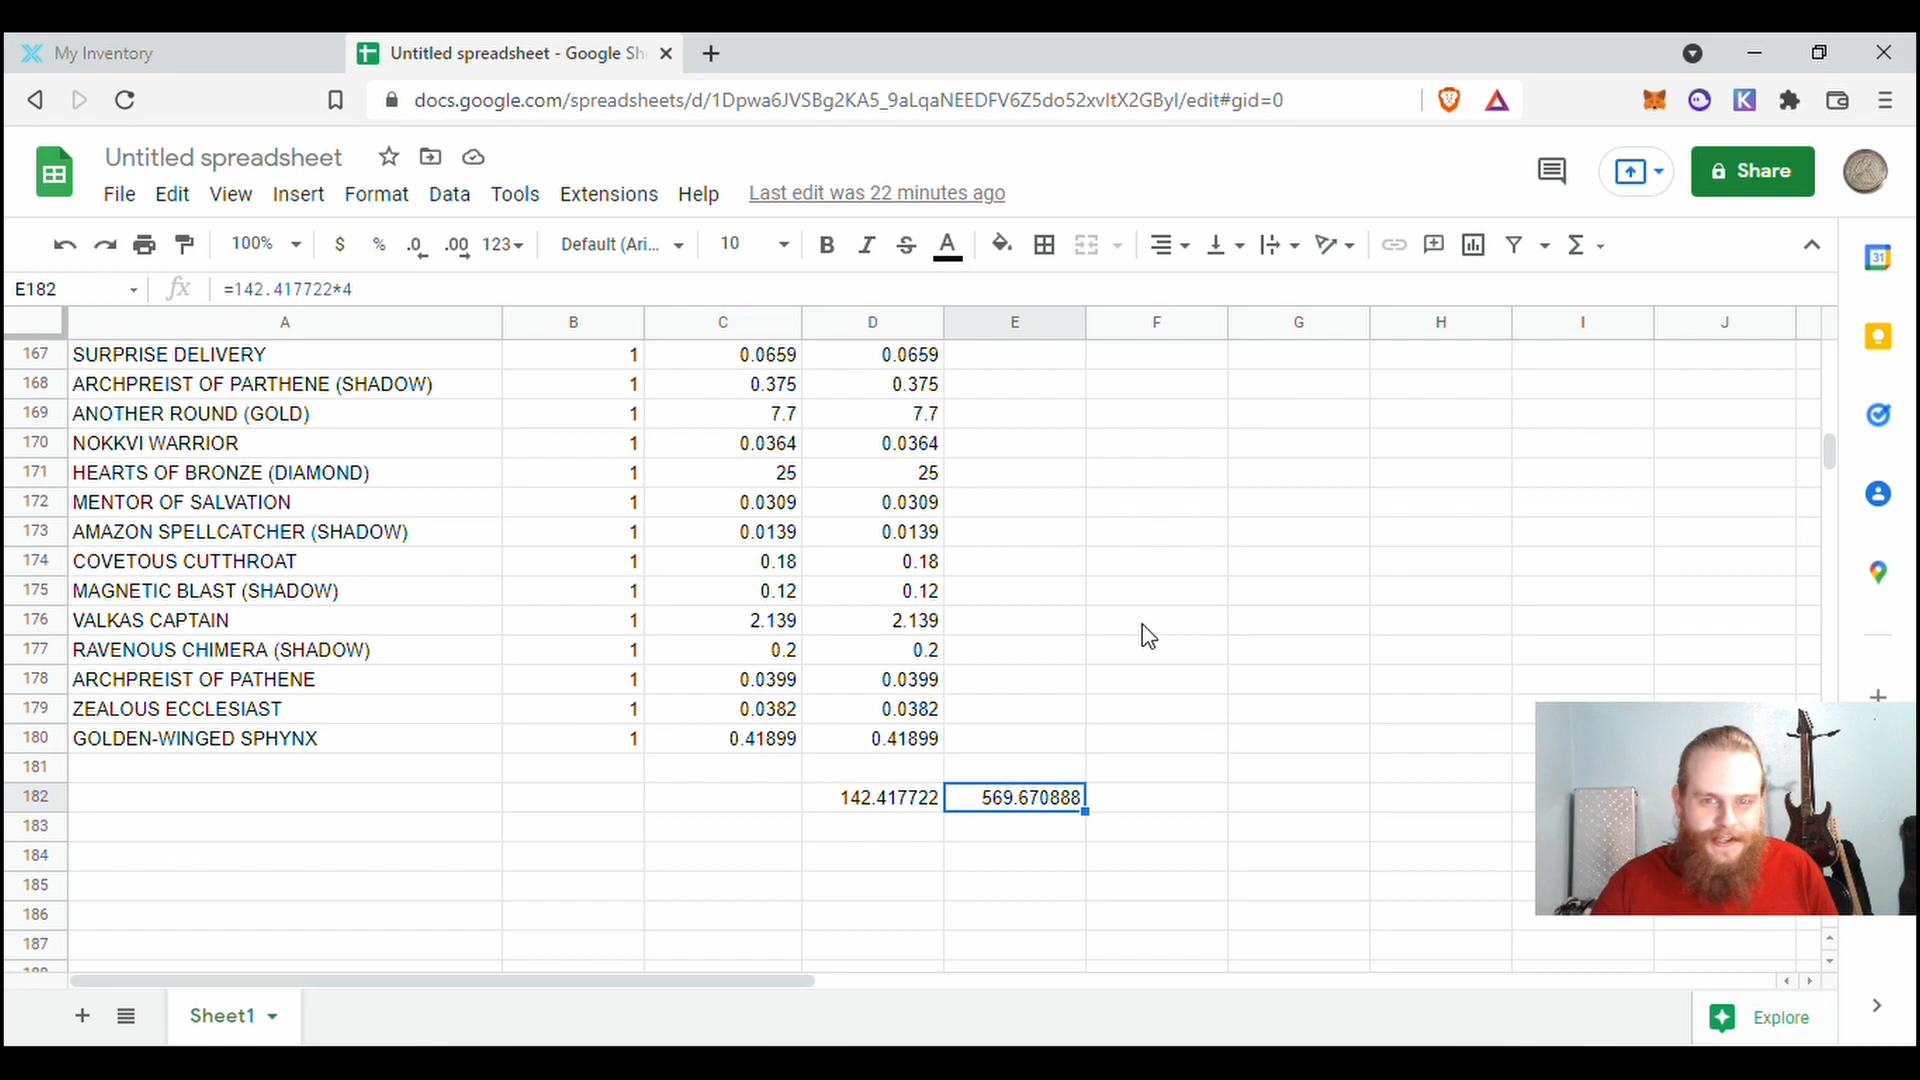 My Inventory
Untitled spreadsheet - Google Sh
docs.google.com/spreadsheets/d/1Dpwa6JVSBg2KA5_9aLqaNEEDFV6Z5do52xvItX2GByI/edit#gid=0
Untitled spreadsheet
File Edit View Insert Format Data Tools Extensions Help Last edit was 22 minutes ago
Share
100% $ % .0 .00 123 Default (Ari... 10 B I S A Σ
31
E182 fx =142.417722*4
A B C D E F G H I J
167 SURPRISE DELIVERY 1 0.0659 0.0659
168 ARCHPREIST OF PARTHENE (SHADOW) 1 0.375 0.375
169 ANOTHER ROUND (GOLD) 1 7.7 7.7
170 NOKKVI WARRIOR 1 0.0364 0.0364
171 HEARTS OF BRONZE (DIAMOND) 1 25 25
172 MENTOR OF SALVATION 1 0.0309 0.0309
173 AMAZON SPELLCATCHER (SHADOW) 1 0.0139 0.0139
174 COVETOUS CUTTHROAT 1 0.18 0.18
175 MAGNETIC BLAST (SHADOW) 1 0.12 0.12
176 VALKAS CAPTAIN 1 2.139 2.139
177 RAVENOUS CHIMERA (SHADOW) 1 0.2 0.2
178 ARCHPREIST OF PATHENE 1 0.0399 0.0399
179 ZEALOUS ECCLESIAST 1 0.0382 0.0382
180 GOLDEN-WINGED SPHYNX 1 0.41899 0.41899
181
182 142.417722 569.670888
183
184
185
186
187
188
Sheet1
Explore